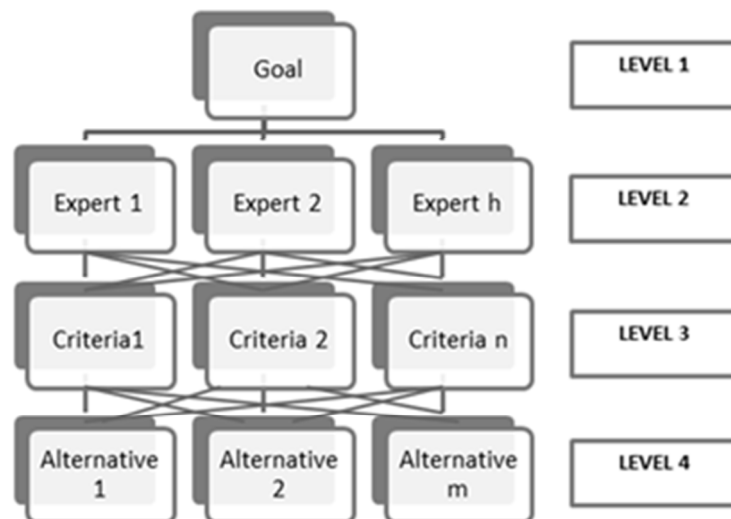 Goal
LEVEL 1
Expert 1
Expert 2
Expert h
LEVEL 2
Criteria1
Criteria 2
Criteria n
LEVEL 3
Alternative
1
Alternative
2
Alternative
m
LEVEL 4